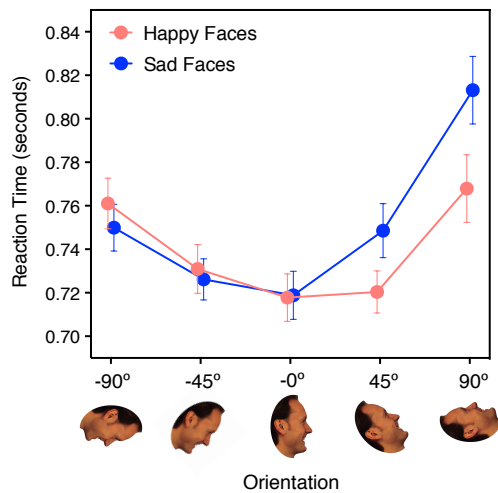 Happy Faces
Sad Faces
Reaction Time (seconds)
0.84
0.82
0.80
0.78
0.76
0.74
0.72
0.70
-90º -45º -0º 45º 90º
Orientation